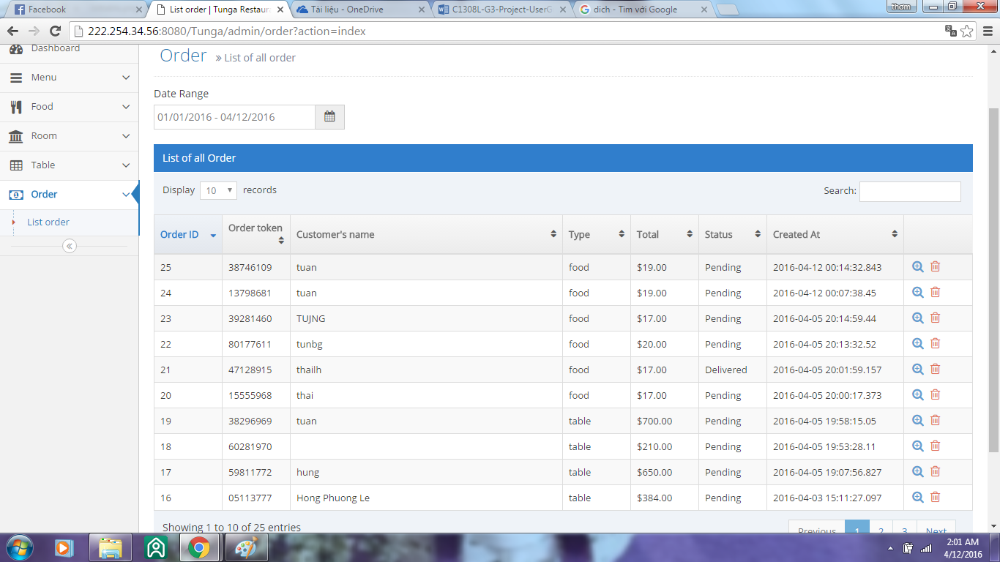 Facebook
List order | Tunga Restaur
Tài liệu - OneDrive
C1308L-G3-Project-UserG
dich - Tìm với Google
thom
222.254.34.56:8080/Tunga/admin/order?action=index
Dashboard
Menu
Food
Room
Table
Order
List order
Order » List of all order
Date Range
01/01/2016 - 04/12/2016
List of all Order
Display 10 records Search:
Order ID Order token Customer's name Type Total Status Created At
25 38746109 tuan food $19.00 Pending 2016-04-12 00:14:32.843
24 13798681 tuan food $19.00 Pending 2016-04-12 00:07:38.45
23 39281460 TUJNG food $17.00 Pending 2016-04-05 20:14:59.44
22 80177611 tunbg food $20.00 Pending 2016-04-05 20:13:32.52
21 47128915 thailh food $17.00 Delivered 2016-04-05 20:01:59.157
20 15555968 thai food $17.00 Pending 2016-04-05 20:00:17.373
19 38296969 tuan table $700.00 Pending 2016-04-05 19:58:15.05
18 60281970 table $210.00 Pending 2016-04-05 19:53:28.11
17 59811772 hung table $650.00 Pending 2016-04-05 19:07:56.827
16 05113777 Hong Phuong Le table $384.00 Pending 2016-04-03 15:11:27.097
Showing 1 to 10 of 25 entries
Previous 1 2 3 Next
2:01 AM
4/12/2016